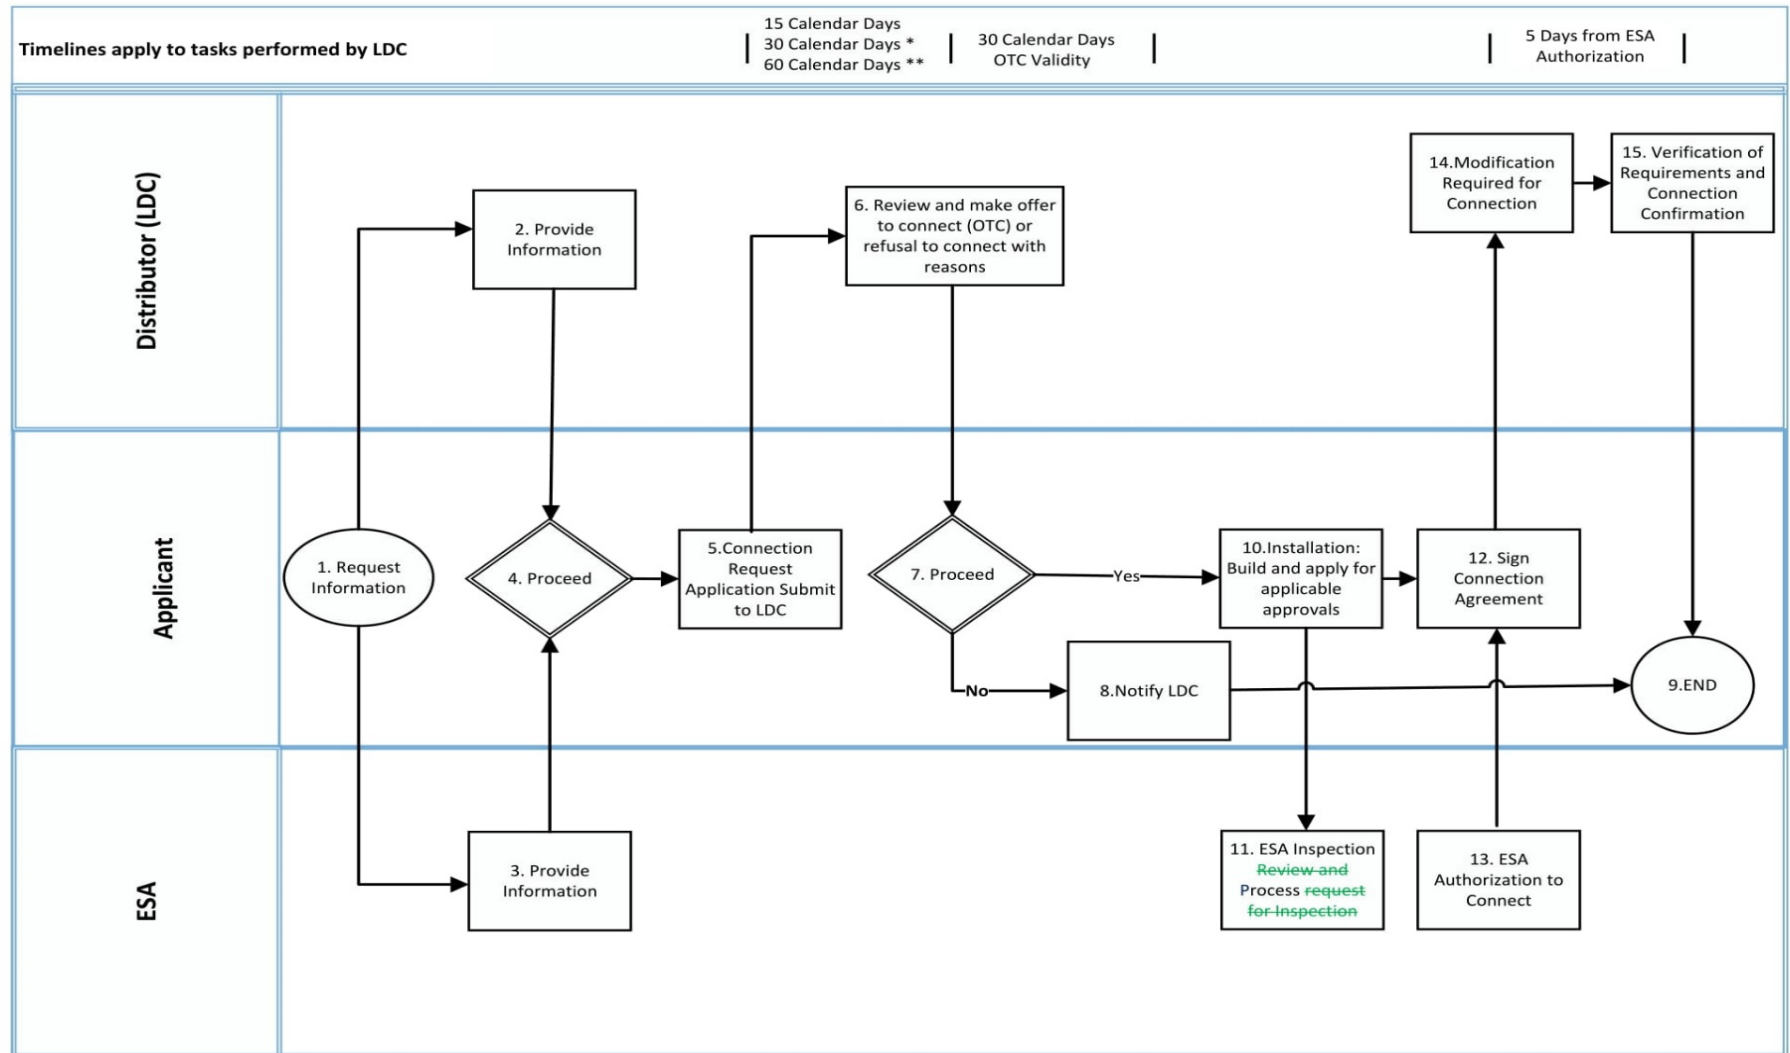 Timelines apply to tasks performed by LDC
15 Calendar Days
30 Calendar Days *
60 Calendar Days **
30 Calendar Days
OTC Validity
5 Days from ESA
Authorization
Distributor (LDC)
2. Provide
Information
6. Review and make offer
to connect (OTC) or
refusal to connect with
reasons
14.Modification
Required for
Connection
15. Verification of
Requirements and
Connection
Confirmation
Applicant
1. Request
Information
4. Proceed
5.Connection
Request
Application Submit
to LDC
7. Proceed
Yes
No
8.Notify LDC
10.Installation:
Build and apply for
applicable
approvals
12. Sign
Connection
Agreement
9.END
ESA
3. Provide
Information
11. ESA Inspection
Review and
Process request
for Inspection
13. ESA
Authorization to
Connect